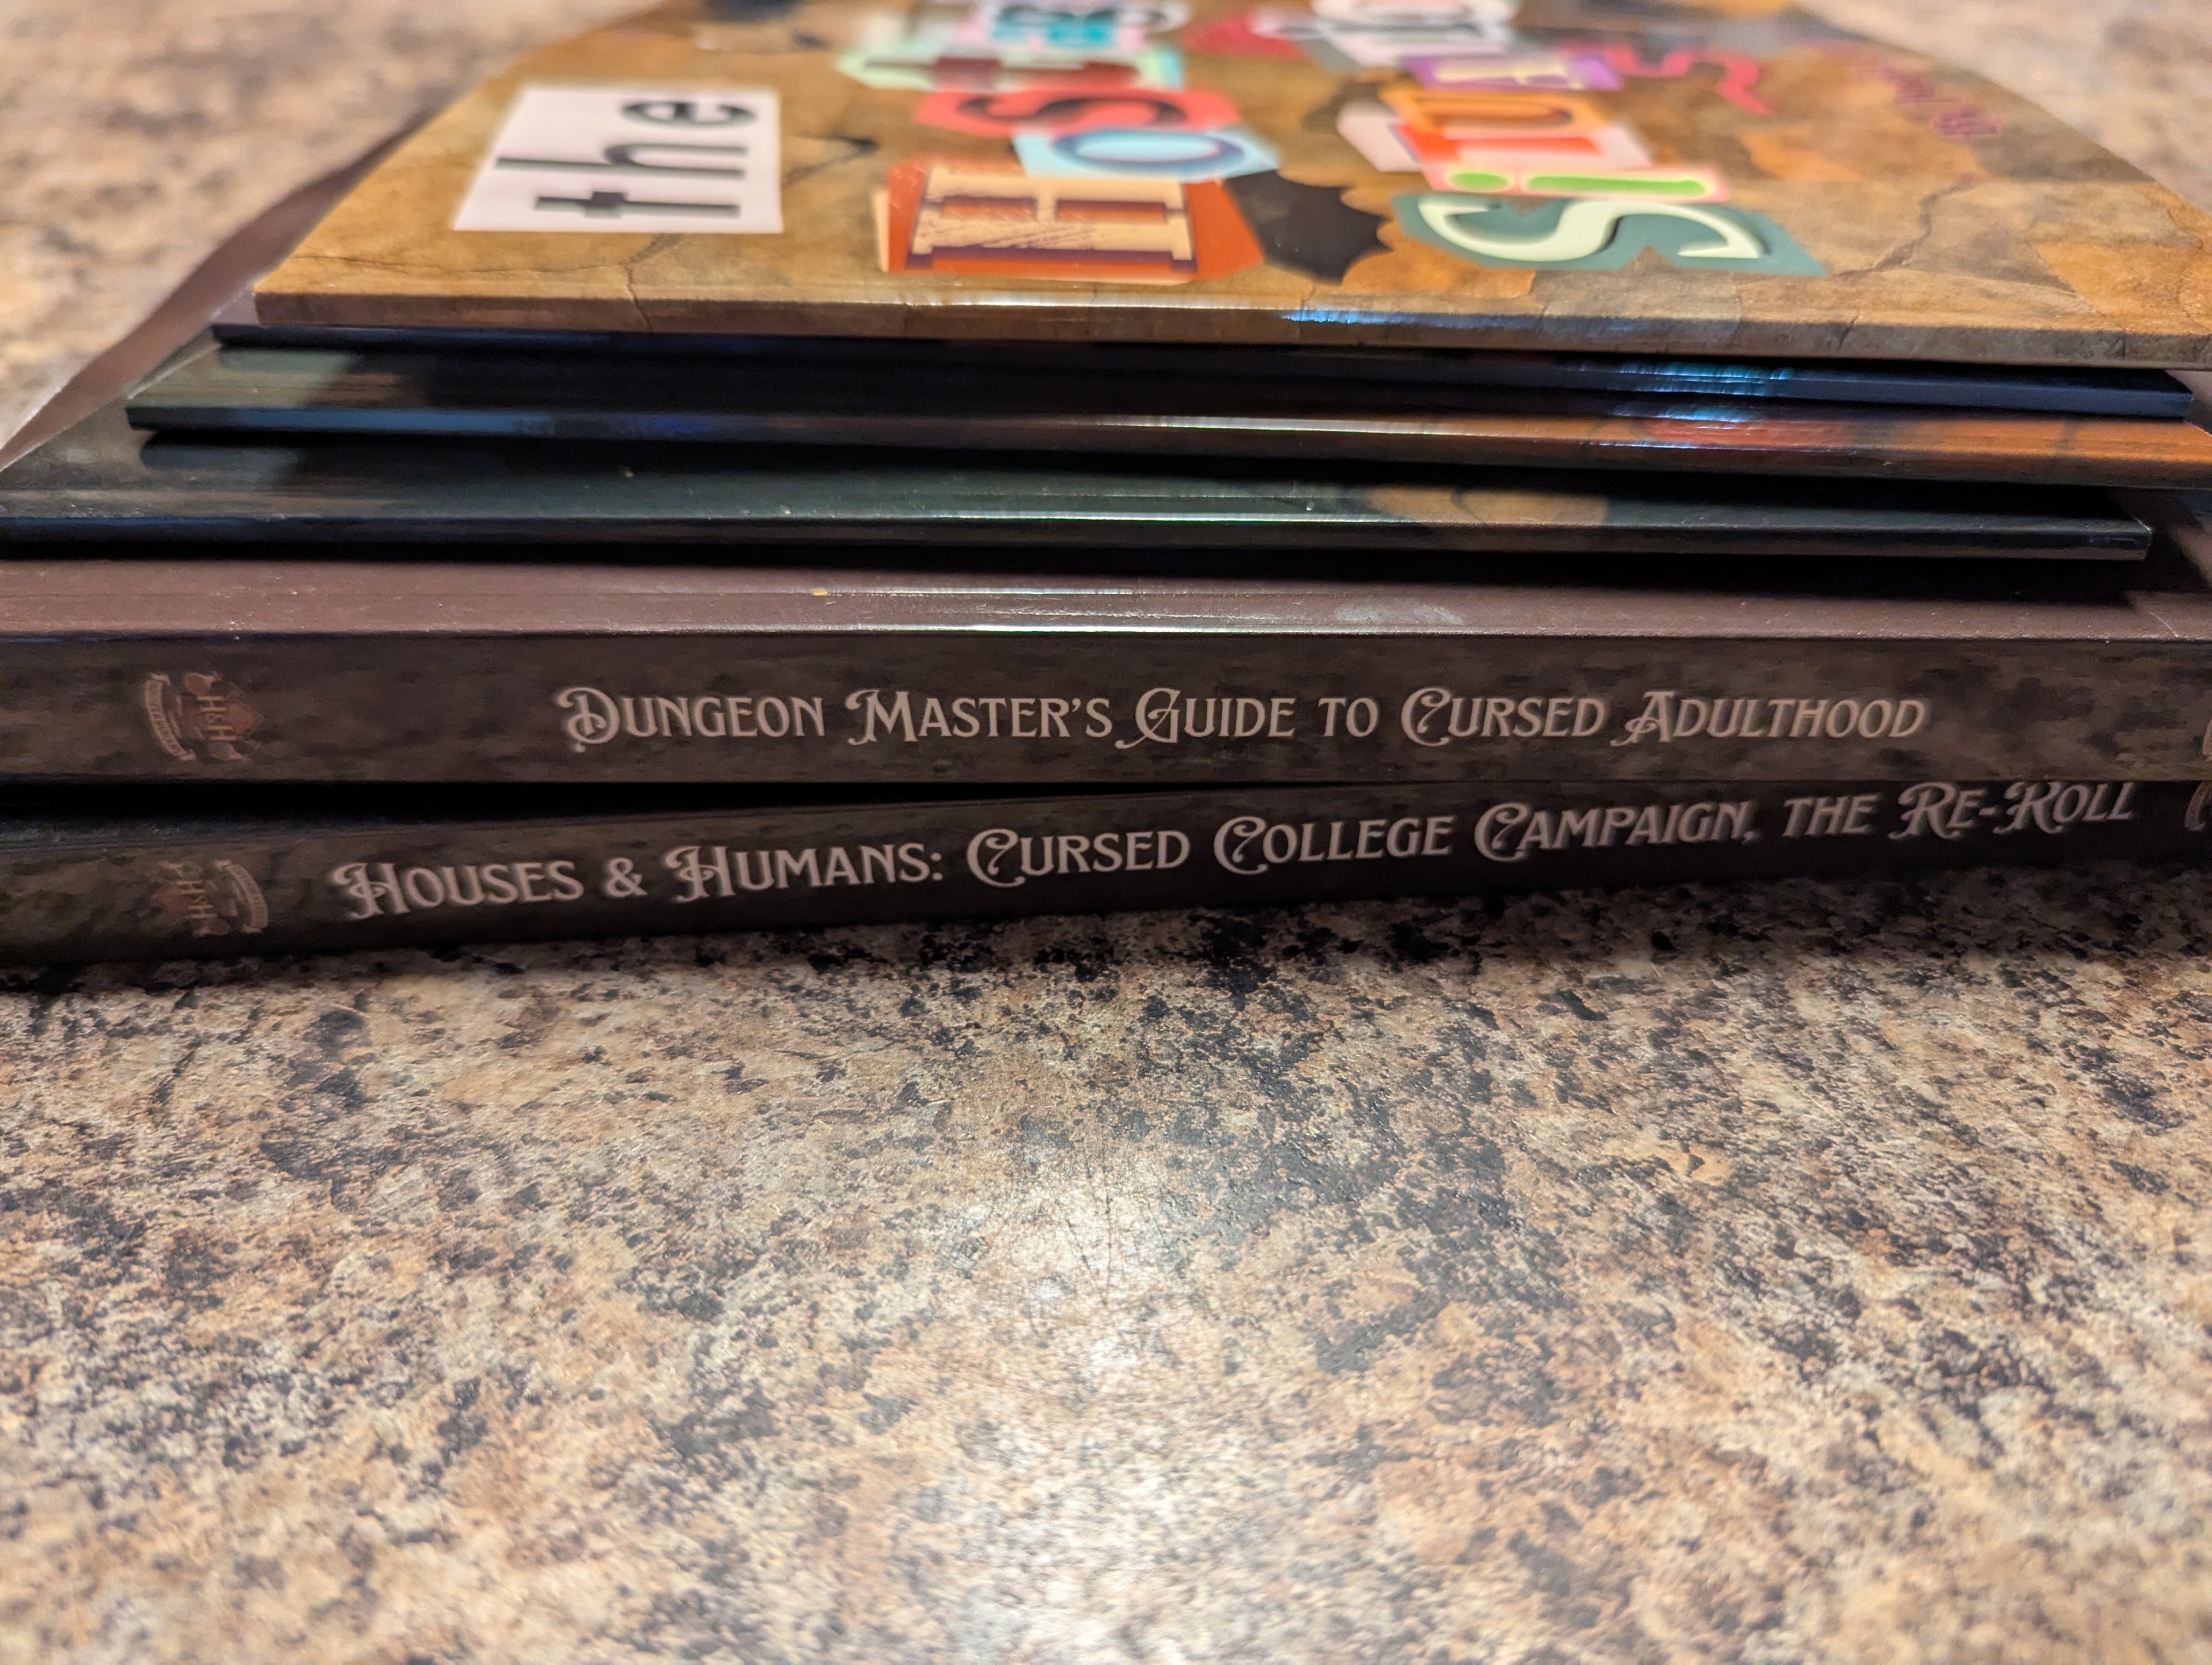 the
H&H
DUNGEON MASTER'S GUIDE TO CURSED ADULTHOOD
H&H
HOUSES & HUMANS: CURSED COLLEGE CAMPAIGN, THE RE-ROLL